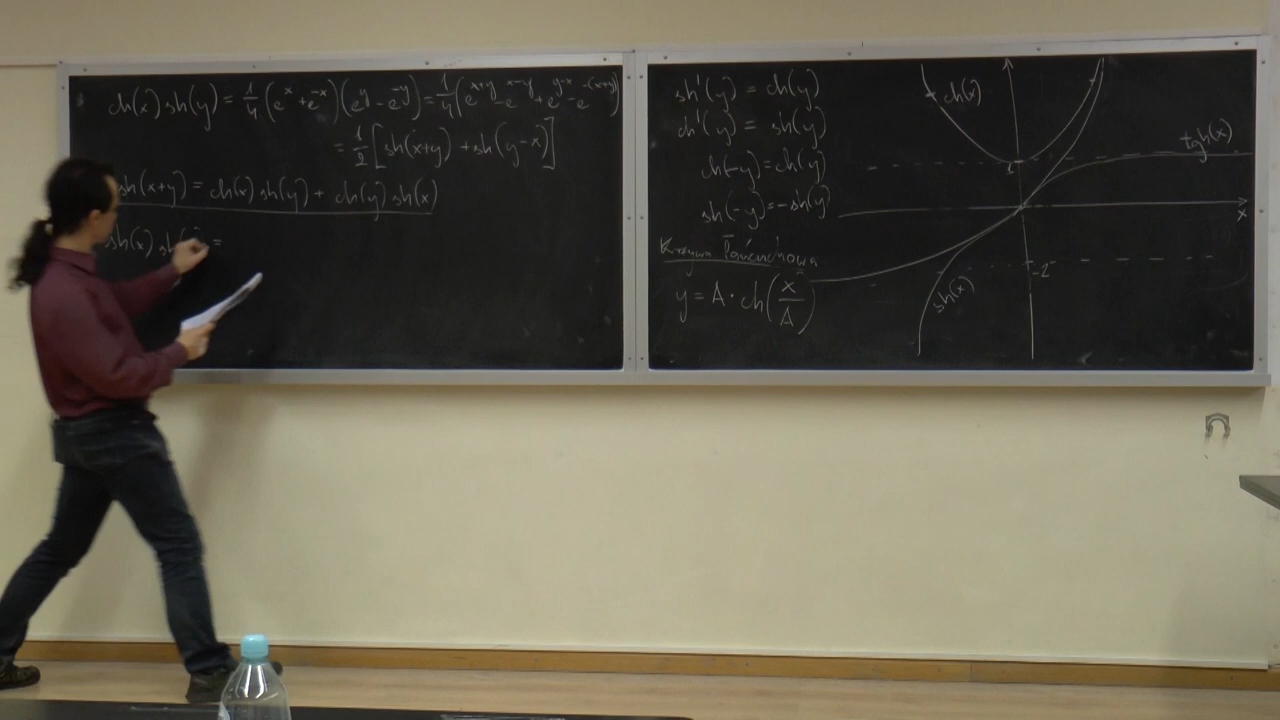 ch(x) sh(y) = 1/4 (e^x + e^-x)(e^y - e^-y) = 1/4 (e^x+y - e^x-y + e^y-x - e^-(x+y))
= 1/2 [sh(x+y) + sh(y-x)]
sh(x+y) = ch(x) sh(y) + ch(y) sh(x)
sh(x) sh(y) =
sh'(y) = ch(y)
ch'(y) = sh(y)
ch(-y) = ch(y)
sh(-y) = -sh(y)
Krzywa Łańcuchowa
y = A · ch(x/A)
ch(x)
tgh(x)
1
x
sh(x)